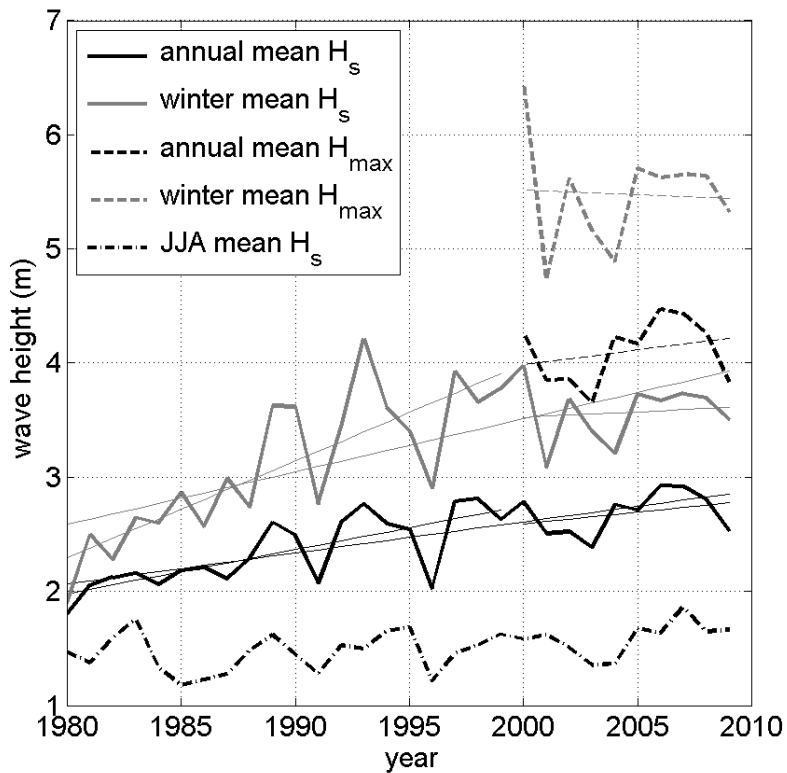 7
6
5
4
3
2
1
wave height (m)
annual mean Hs
winter mean Hs
annual mean Hmax
winter mean Hmax
JJA mean Hs
1980 1985 1990 1995 2000 2005 2010
year